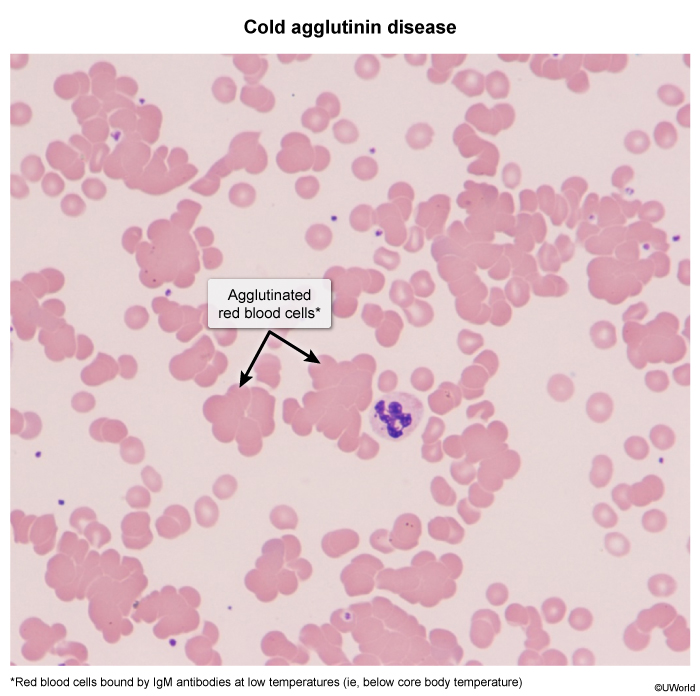 Cold agglutinin disease
Agglutinated
red blood cells*
*Red blood cells bound by IgM antibodies at low temperatures (ie, below core body temperature)
©UWorld